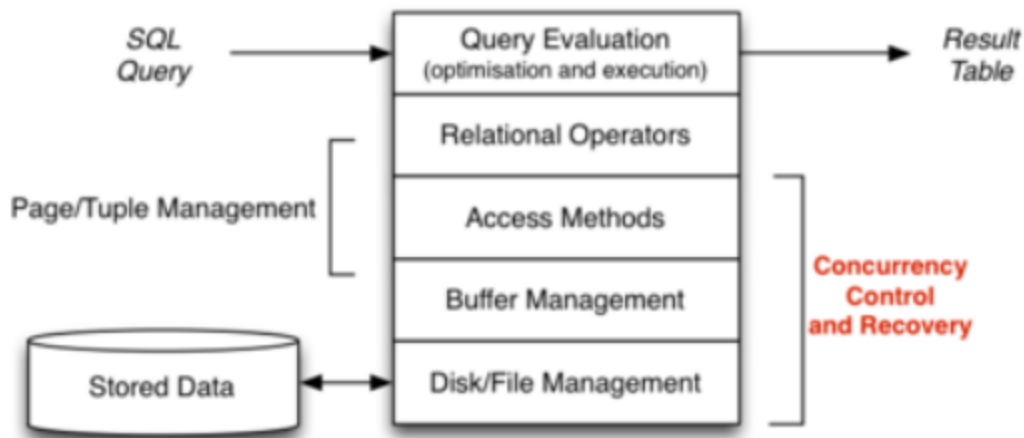 SQL
Query
Query Evaluation
(optimisation and execution)
Result
Table
Relational Operators
Page/Tuple Management
Access Methods
Concurrency
Control
and Recovery
Buffer Management
Stored Data
Disk/File Management